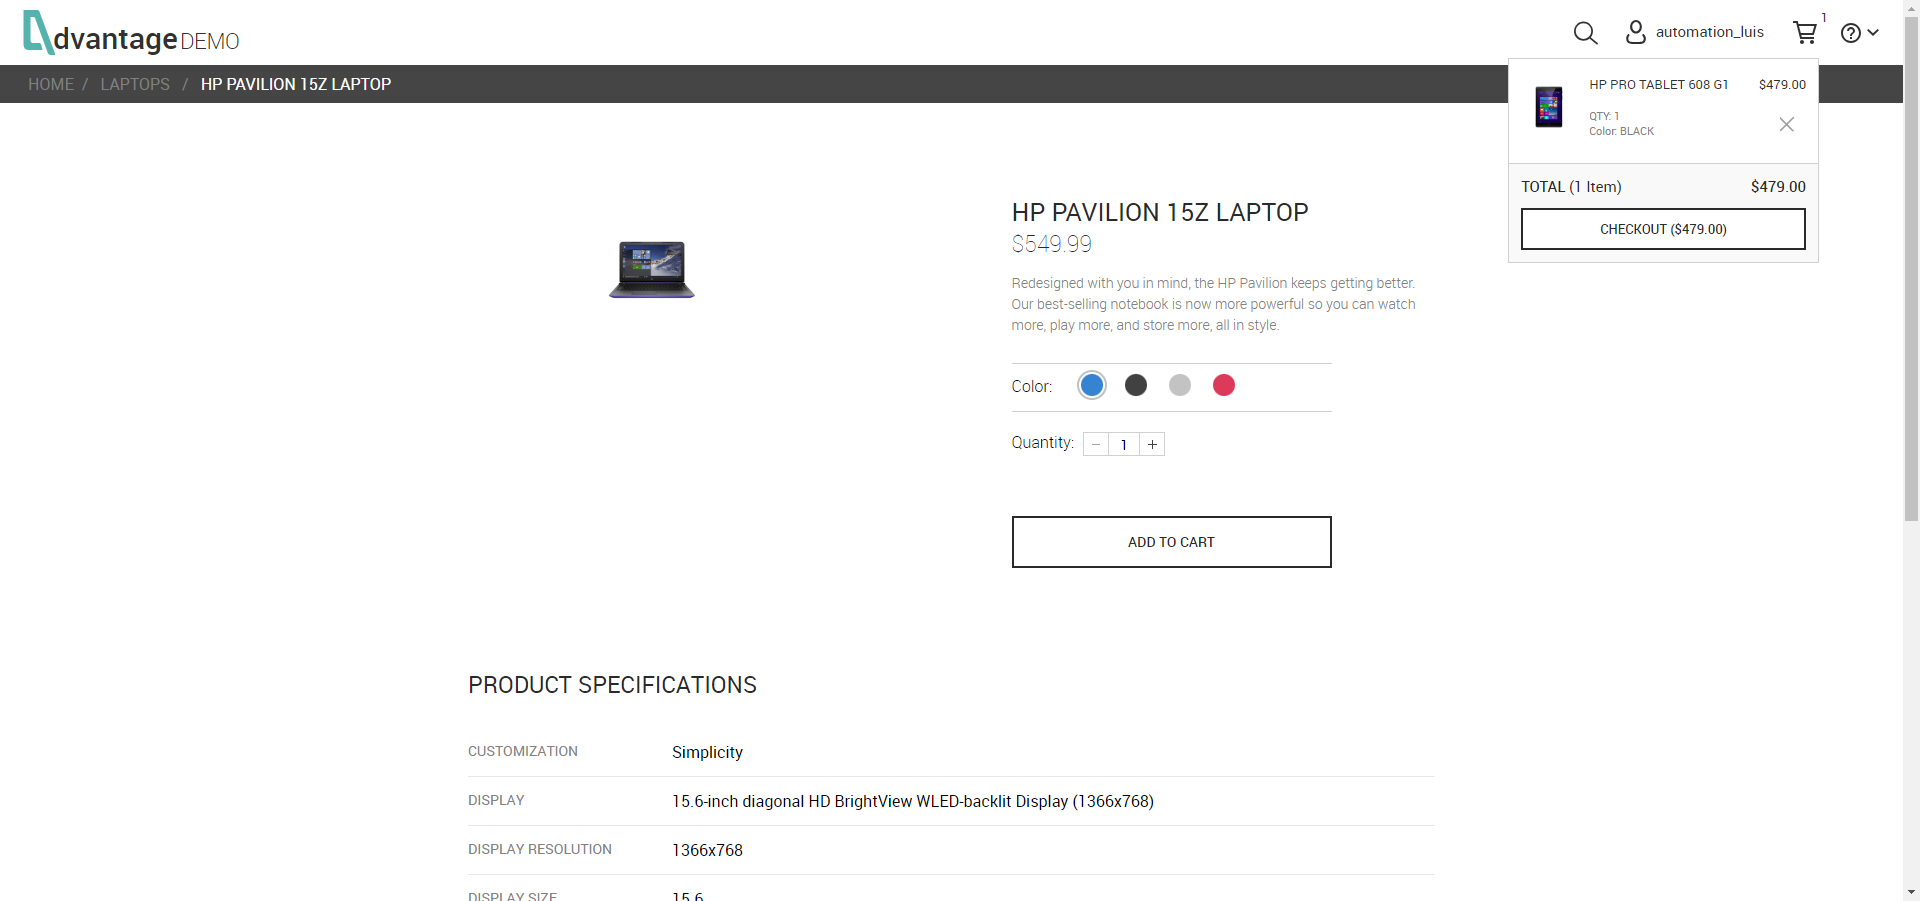 dvantage DEMO
automation_luis
1
HOME / LAPTOPS / HP PAVILION 15Z LAPTOP
HP PRO TABLET 608 G1 $479.00
QTY: 1
Color: BLACK
TOTAL (1 Item) $479.00
CHECKOUT ($479.00)
HP PAVILION 15Z LAPTOP
$549.99
Redesigned with you in mind, the HP Pavilion keeps getting better.
Our best-selling notebook is now more powerful so you can watch
more, play more, and store more, all in style.
Color:
Quantity: − 1 +
ADD TO CART
PRODUCT SPECIFICATIONS
CUSTOMIZATION Simplicity
DISPLAY 15.6-inch diagonal HD BrightView WLED-backlit Display (1366x768)
DISPLAY RESOLUTION 1366x768
DISPLAY SIZE 15.6